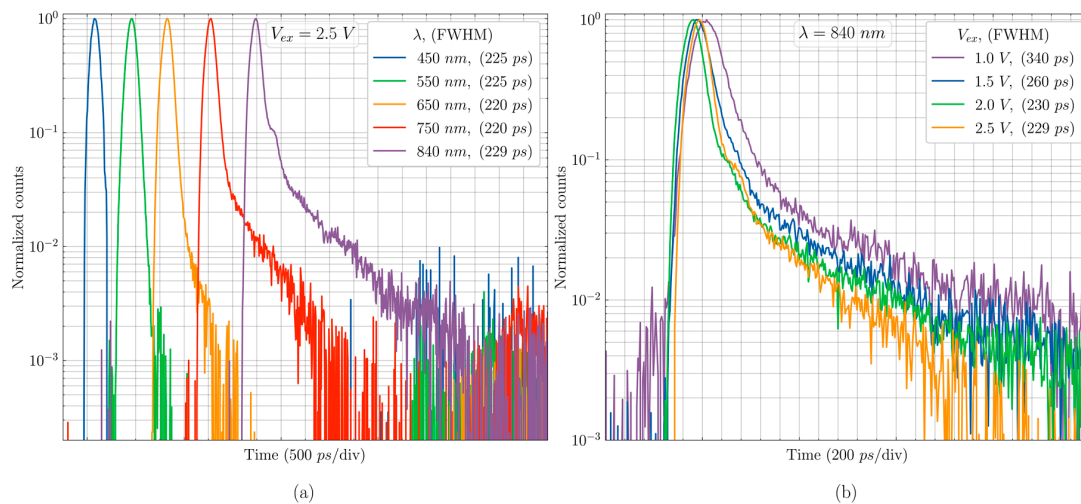 V_ex = 2.5 V
λ, (FWHM)
450 nm, (225 ps)
550 nm, (225 ps)
650 nm, (220 ps)
750 nm, (220 ps)
840 nm, (229 ps)
10^0
10^-1
10^-2
10^-3
Normalized counts
Time (500 ps/div)
(a)
λ = 840 nm
V_ex, (FWHM)
1.0 V, (340 ps)
1.5 V, (260 ps)
2.0 V, (230 ps)
2.5 V, (229 ps)
10^0
10^-1
10^-2
10^-3
Normalized counts
Time (200 ps/div)
(b)